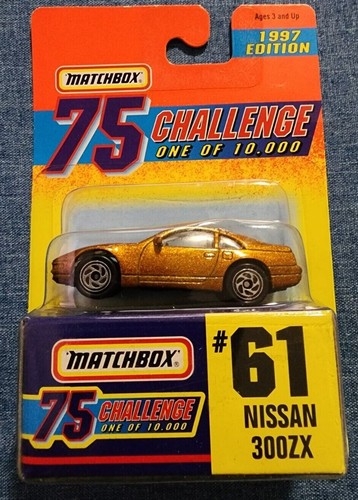 Ages 3 and Up
1997
EDITION
MATCHBOX®
75 CHALLENGE
ONE OF 10.000
MATCHBOX®
75 CHALLENGE
ONE OF 10.000
#61
NISSAN
300ZX